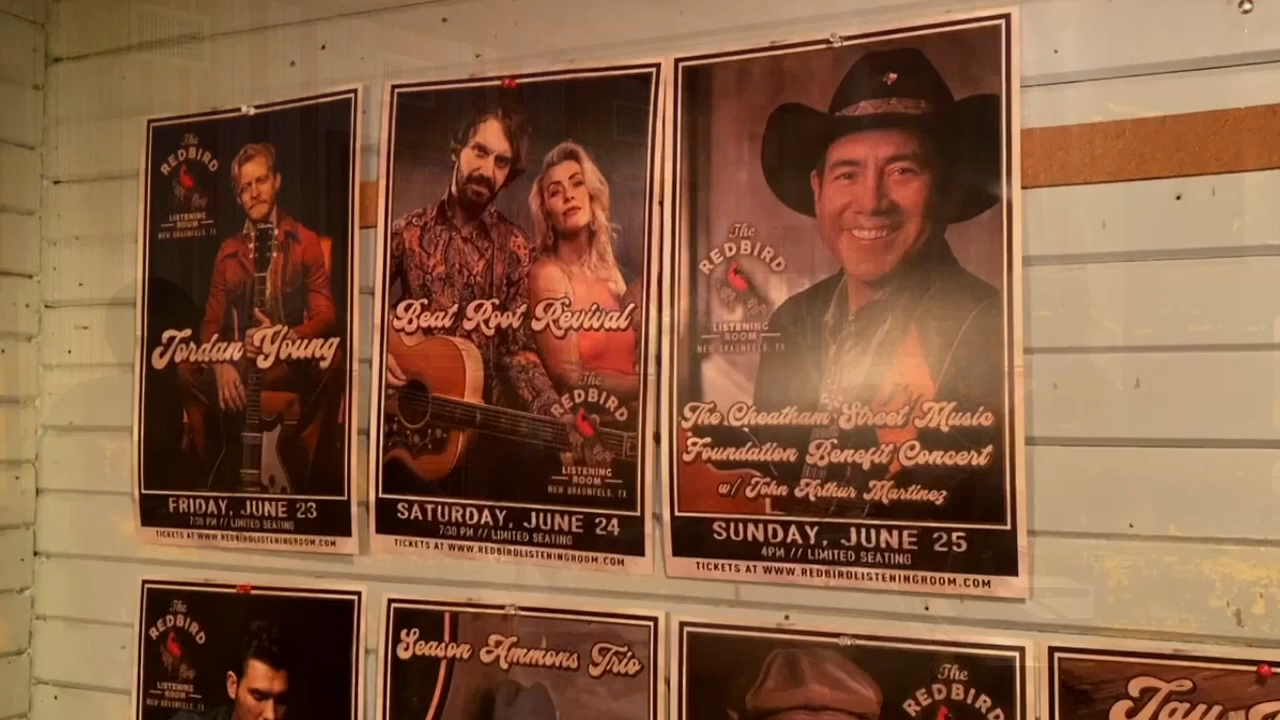 The
REDBIRD
LISTENING
ROOM
NEW BRAUNFELS, TX
Jordan Young
FRIDAY, JUNE 23
7:30 PM // LIMITED SEATING
TICKETS AT WWW.REDBIRDLISTENINGROOM.COM
Beat Root Revival
The
REDBIRD
LISTENING
ROOM
NEW BRAUNFELS, TX
SATURDAY, JUNE 24
7:30 PM // LIMITED SEATING
TICKETS AT WWW.REDBIRDLISTENINGROOM.COM
The
REDBIRD
LISTENING
ROOM
NEW BRAUNFELS, TX
The Cheatham Street Music
Foundation Benefit Concert
w/ John Arthur Martinez
SUNDAY, JUNE 25
4PM // LIMITED SEATING
TICKETS AT WWW.REDBIRDLISTENINGROOM.COM
The
REDBIRD
LISTENING
ROOM
NEW BRAUNFELS, TX
Season Ammons Trio
The
REDBIRD